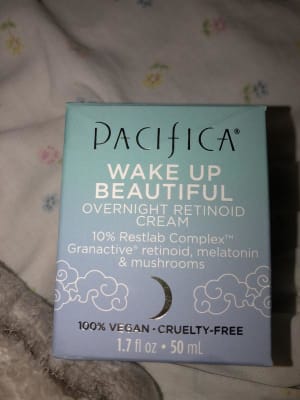 PACIFICA®
WAKE UP
BEAUTIFUL
OVERNIGHT RETINOID
CREAM
10% Restlab Complex™
Granactive® retinoid, melatonin
& mushrooms
100% VEGAN • CRUELTY-FREE
1.7 fl oz • 50 mL